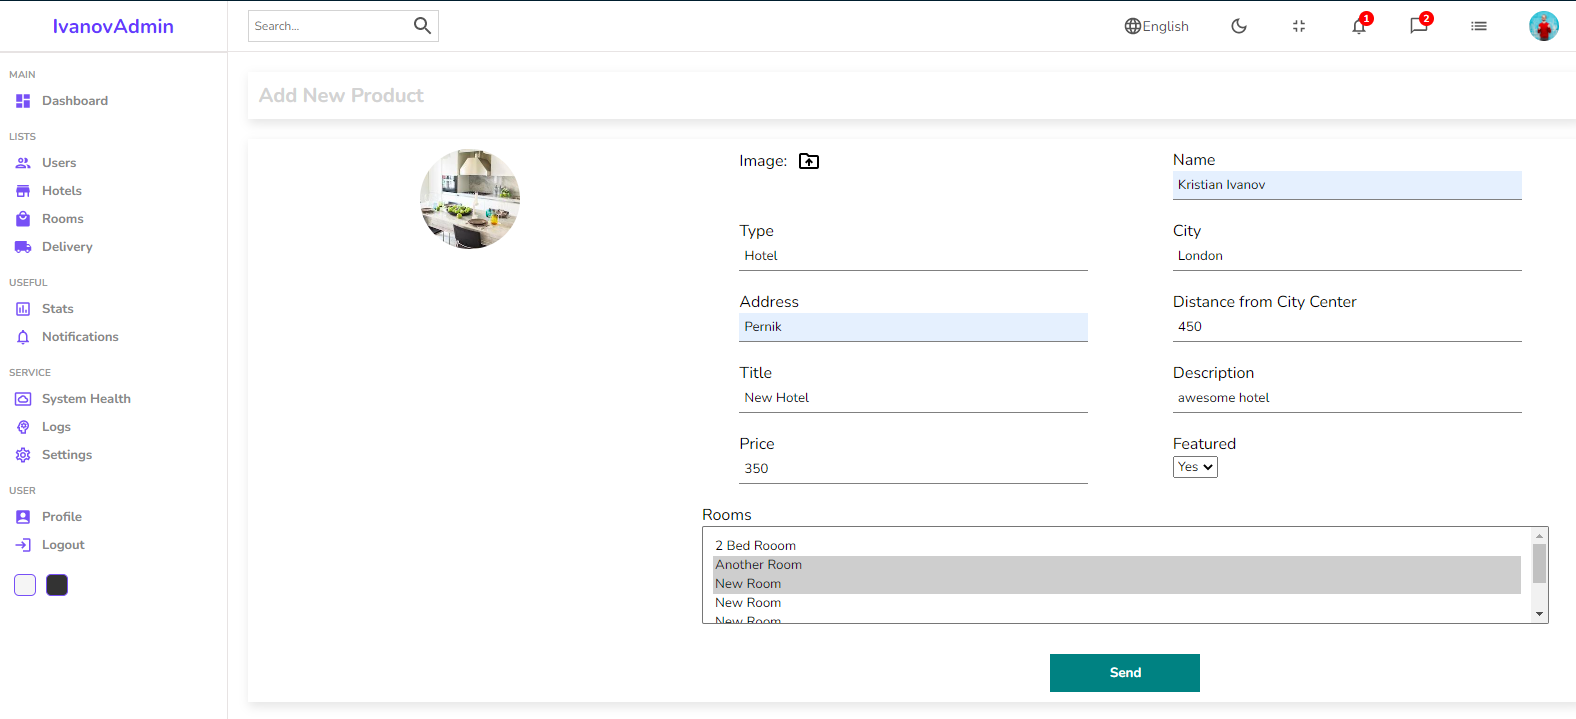 IvanovAdmin
Search...
English
1
2
MAIN
Dashboard
LISTS
Users
Hotels
Rooms
Delivery
USEFUL
Stats
Notifications
SERVICE
System Health
Logs
Settings
USER
Profile
Logout
Add New Product
Image:
Name
Kristian Ivanov
Type
Hotel
City
London
Address
Pernik
Distance from City Center
450
Title
New Hotel
Description
awesome hotel
Price
350
Featured
Yes
Rooms
2 Bed Rooom
Another Room
New Room
New Room
New Room
Send